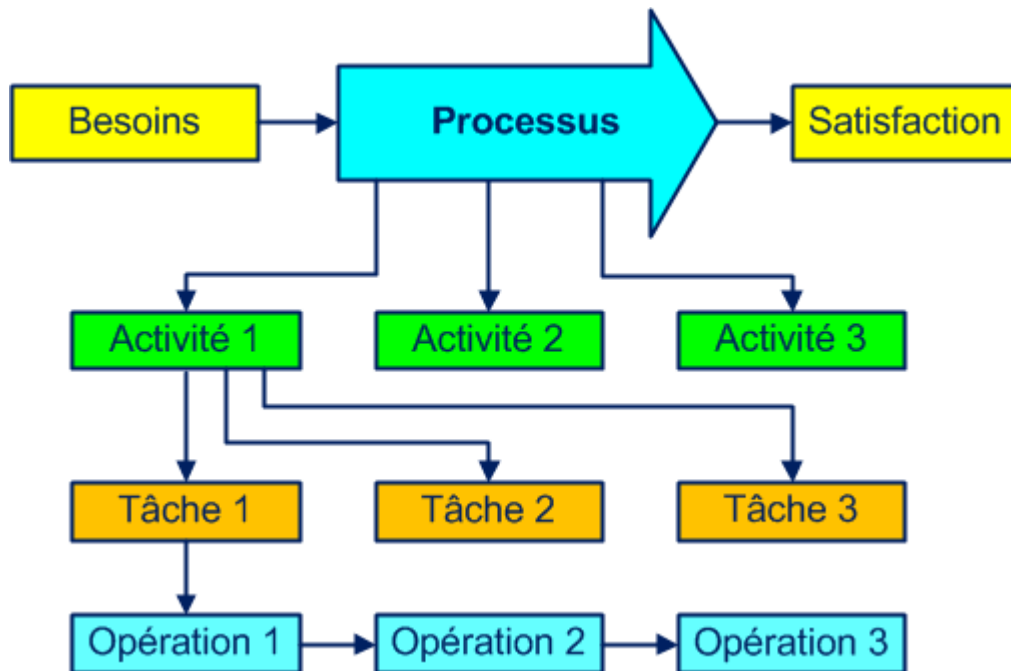 Besoins
Processus
Satisfaction
Activité 1
Activité 2
Activité 3
Tâche 1
Tâche 2
Tâche 3
Opération 1
Opération 2
Opération 3